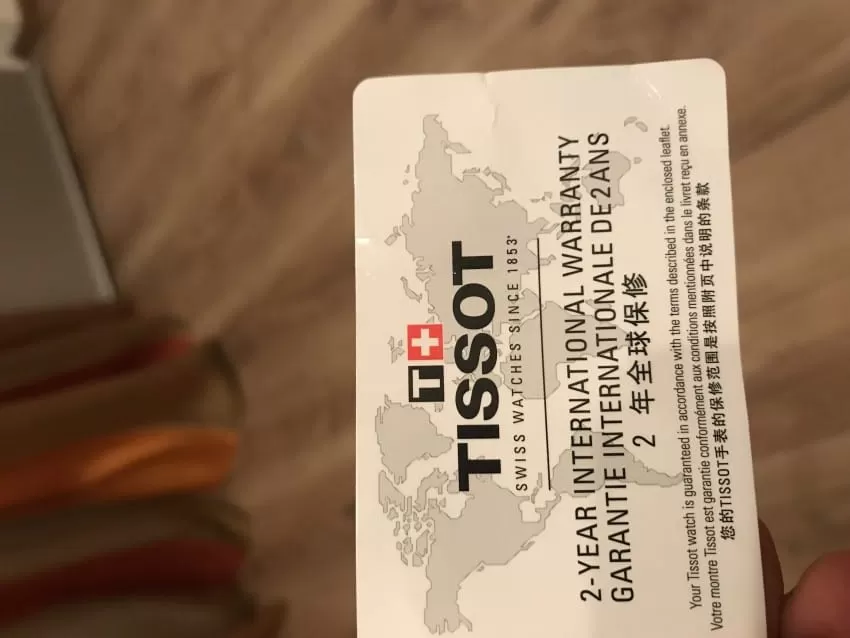 T+
TISSOT
SWISS WATCHES SINCE 1853
2-YEAR INTERNATIONAL WARRANTY
GARANTIE INTERNATIONALE DE 2 ANS
2 年全球保修
Your Tissot watch is guaranteed in accordance with the terms described in the enclosed leaflet.
Votre montre Tissot est garantie conformément aux conditions mentionnées dans le livret reçu en annexe.
您的TISSOT手表的保修范围是按照附页中说明的条款